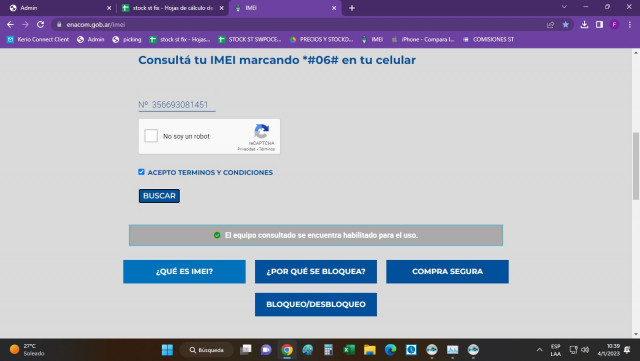 Admin
stock st fis - Hojas de cálculo de
IMEI
enacom.gob.ar/imei
Kerio Connect Client
Admin
picking
stock st fis - Hojas...
STOCK ST SWPOCE...
PRECIOS Y STOCKD...
IMEI
iPhone - Compara l...
COMISIONES ST
Consultá tu IMEI marcando *#06# en tu celular
Nº 356693081451
No soy un robot
reCAPTCHA
Privacidad - Términos
ACEPTO TERMINOS Y CONDICIONES
BUSCAR
El equipo consultado se encuentra habilitado para el uso.
¿QUÉ ES IMEI?
¿POR QUÉ SE BLOQUEA?
COMPRA SEGURA
BLOQUEO/DESBLOQUEO
27°C
Soleado
Búsqueda
ESP
LAA
10:39
4/1/2023